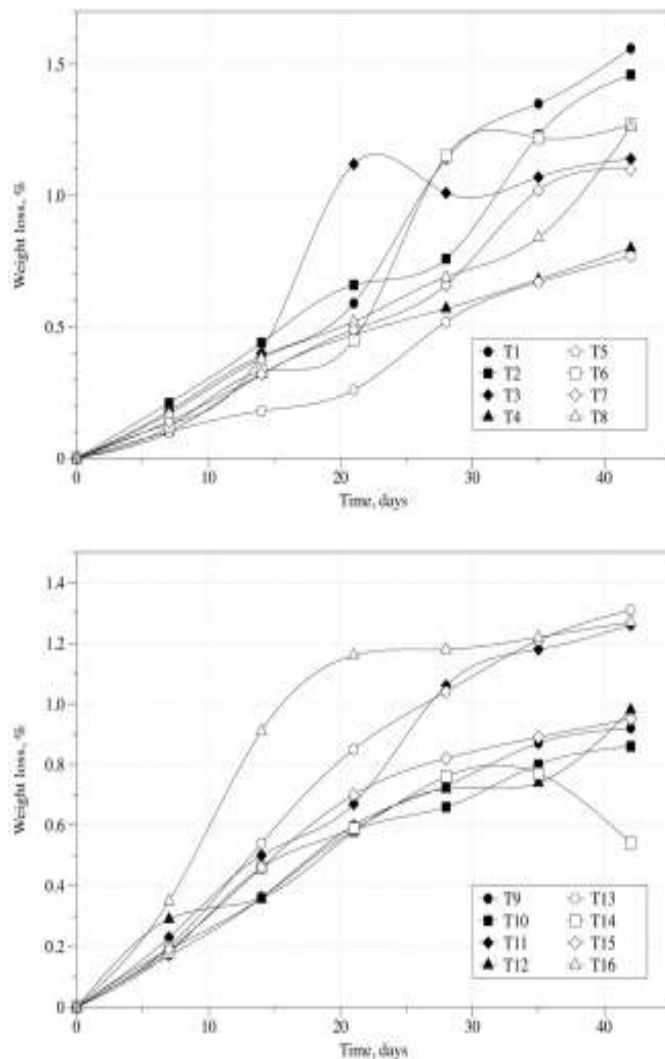 1.5
1.0
0.5
0
Weight loss, %
T1 T5
T2 T6
T3 T7
T4 T8
0 10 20 30 40
Time, days
1.4
1.2
1.0
0.8
0.6
0.4
0.2
0
Weight loss, %
T9 T13
T10 T14
T11 T15
T12 T16
0 10 20 30 40
Time, days